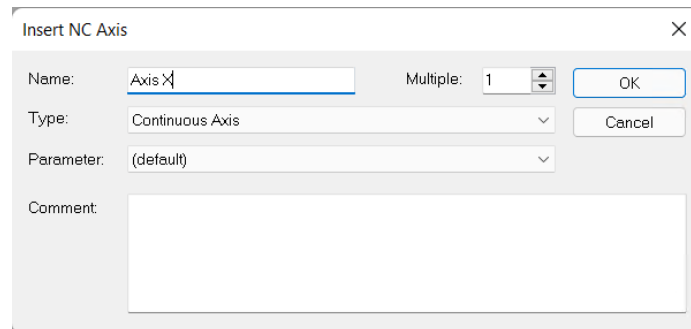 Insert NC Axis
Name: Axis X Multiple: 1 OK
Type: Continuous Axis Cancel
Parameter: (default)
Comment: